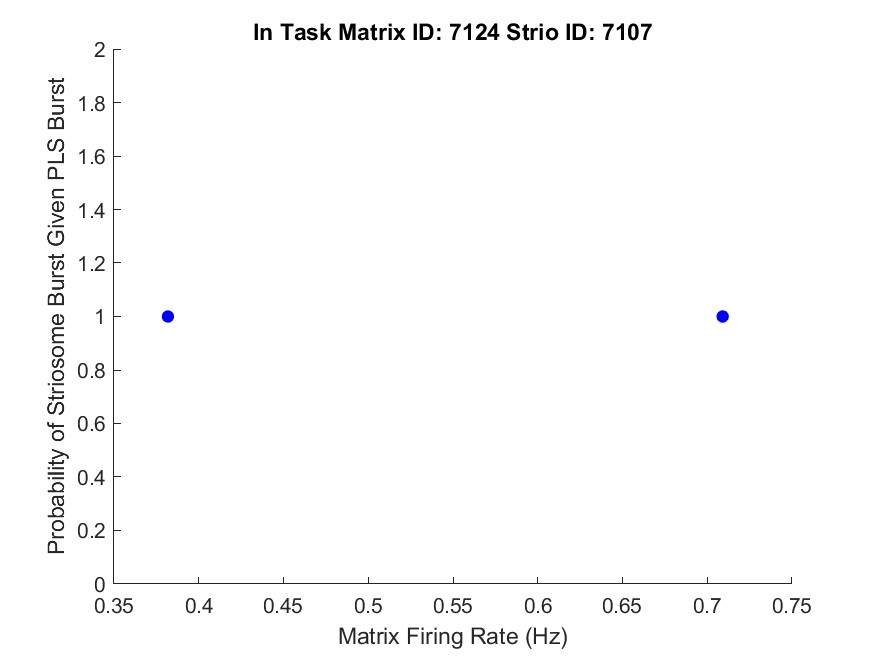 In Task Matrix ID: 7124 Strio ID: 7107
Probability of Striosome Burst Given PLS Burst
2
1.8
1.6
1.4
1.2
1
0.8
0.6
0.4
0.2
0
0.35 0.4 0.45 0.5 0.55 0.6 0.65 0.7 0.75
Matrix Firing Rate (Hz)